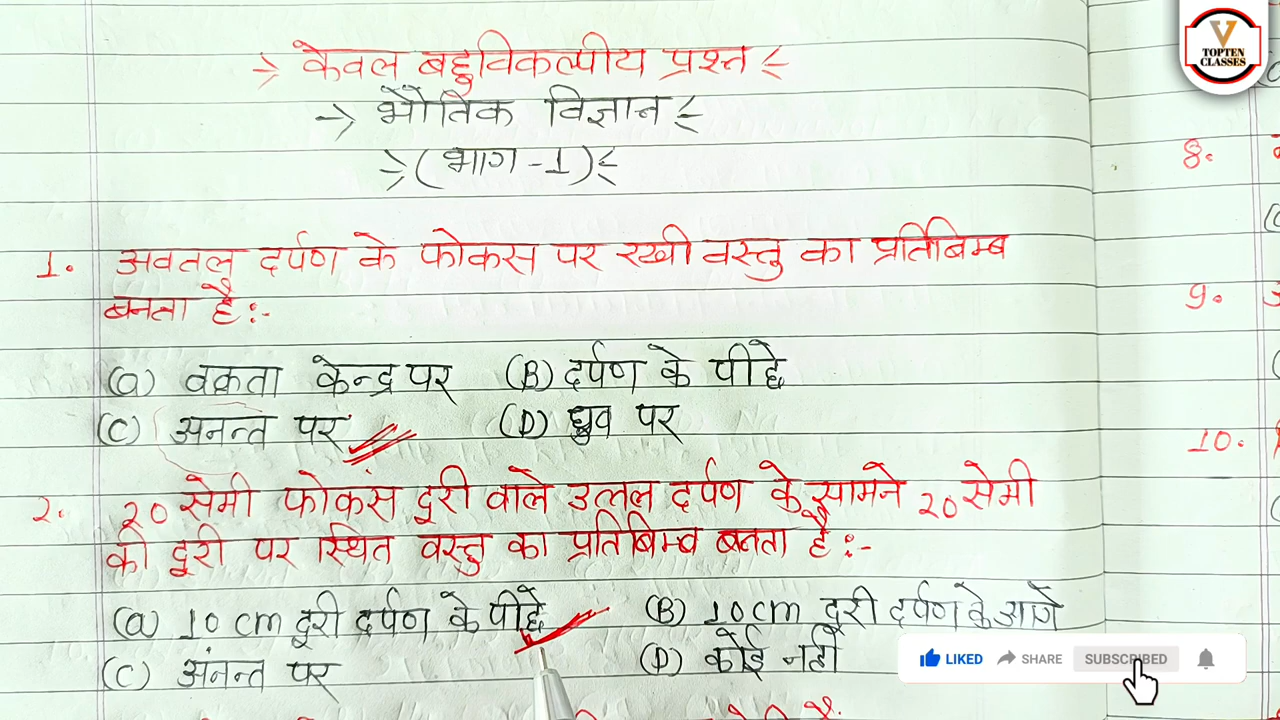 V
TOPTEN
CLASSES
केवल बहुविकल्पीय प्रश्न
भौतिक विज्ञान
(भाग-1)
1. अवतल दर्पण के फोकस पर रखी वस्तु का प्रतिबिम्ब
बनता है:-
(a) वक्रता केन्द्र पर (B) दर्पण के पीछे
(C) अनन्त पर (D) ध्रुव पर
2. 20 सेमी फोकस दूरी वाले उत्तल दर्पण के सामने 20 सेमी
की दूरी पर स्थित वस्तु का प्रतिबिम्ब बनता है:-
(a) 10 cm दूरी दर्पण के पीछे (B) 10 cm दूरी दर्पण के आगे
(C) अंनन्त पर (D) कोई नही
8.
9.
10.
LIKED SHARE SUBSCRIBED